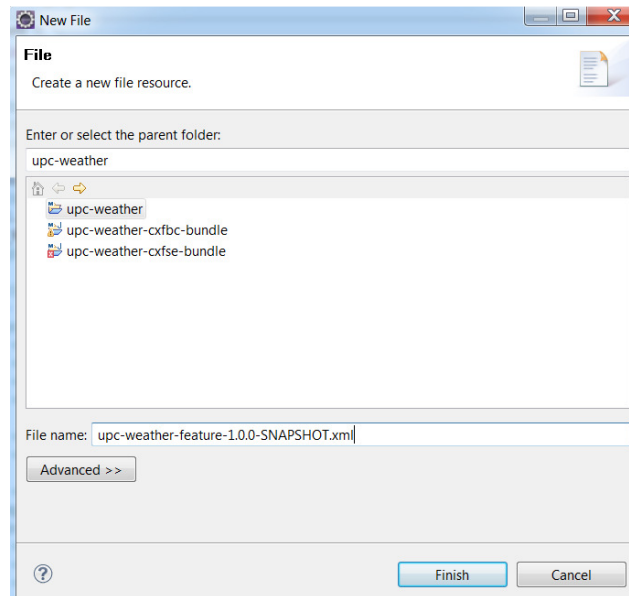 New File
File
Create a new file resource.
Enter or select the parent folder:
upc-weather
upc-weather
upc-weather-cxfbc-bundle
upc-weather-cxfse-bundle
File name: upc-weather-feature-1.0.0-SNAPSHOT.xml
Advanced >>
Finish Cancel